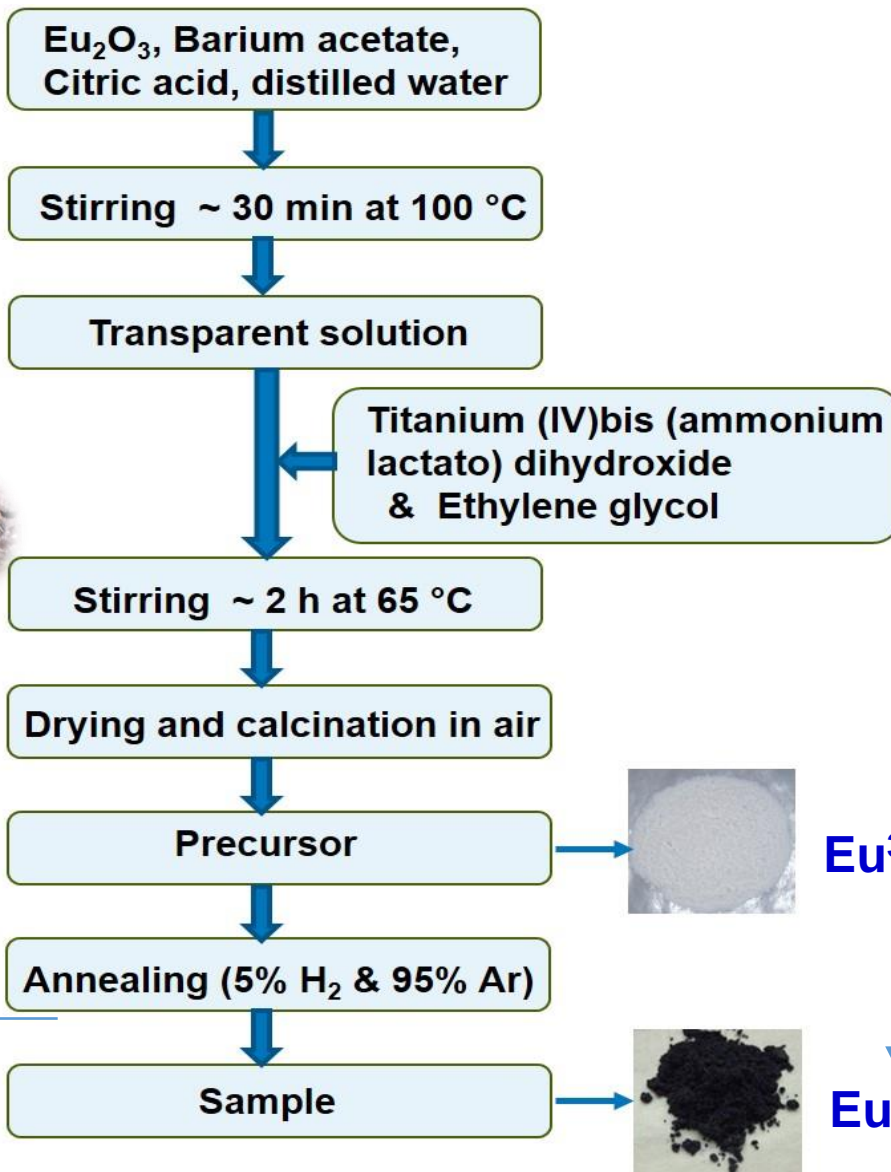 Eu₂O₃, Barium acetate,
Citric acid, distilled water
Stirring ~ 30 min at 100 °C
Transparent solution
Titanium (IV)bis (ammonium
lactato) dihydroxide
& Ethylene glycol
Stirring ~ 2 h at 65 °C
Drying and calcination in air
Precursor
Eu
Annealing (5% H₂ & 95% Ar)
Sample
Eu